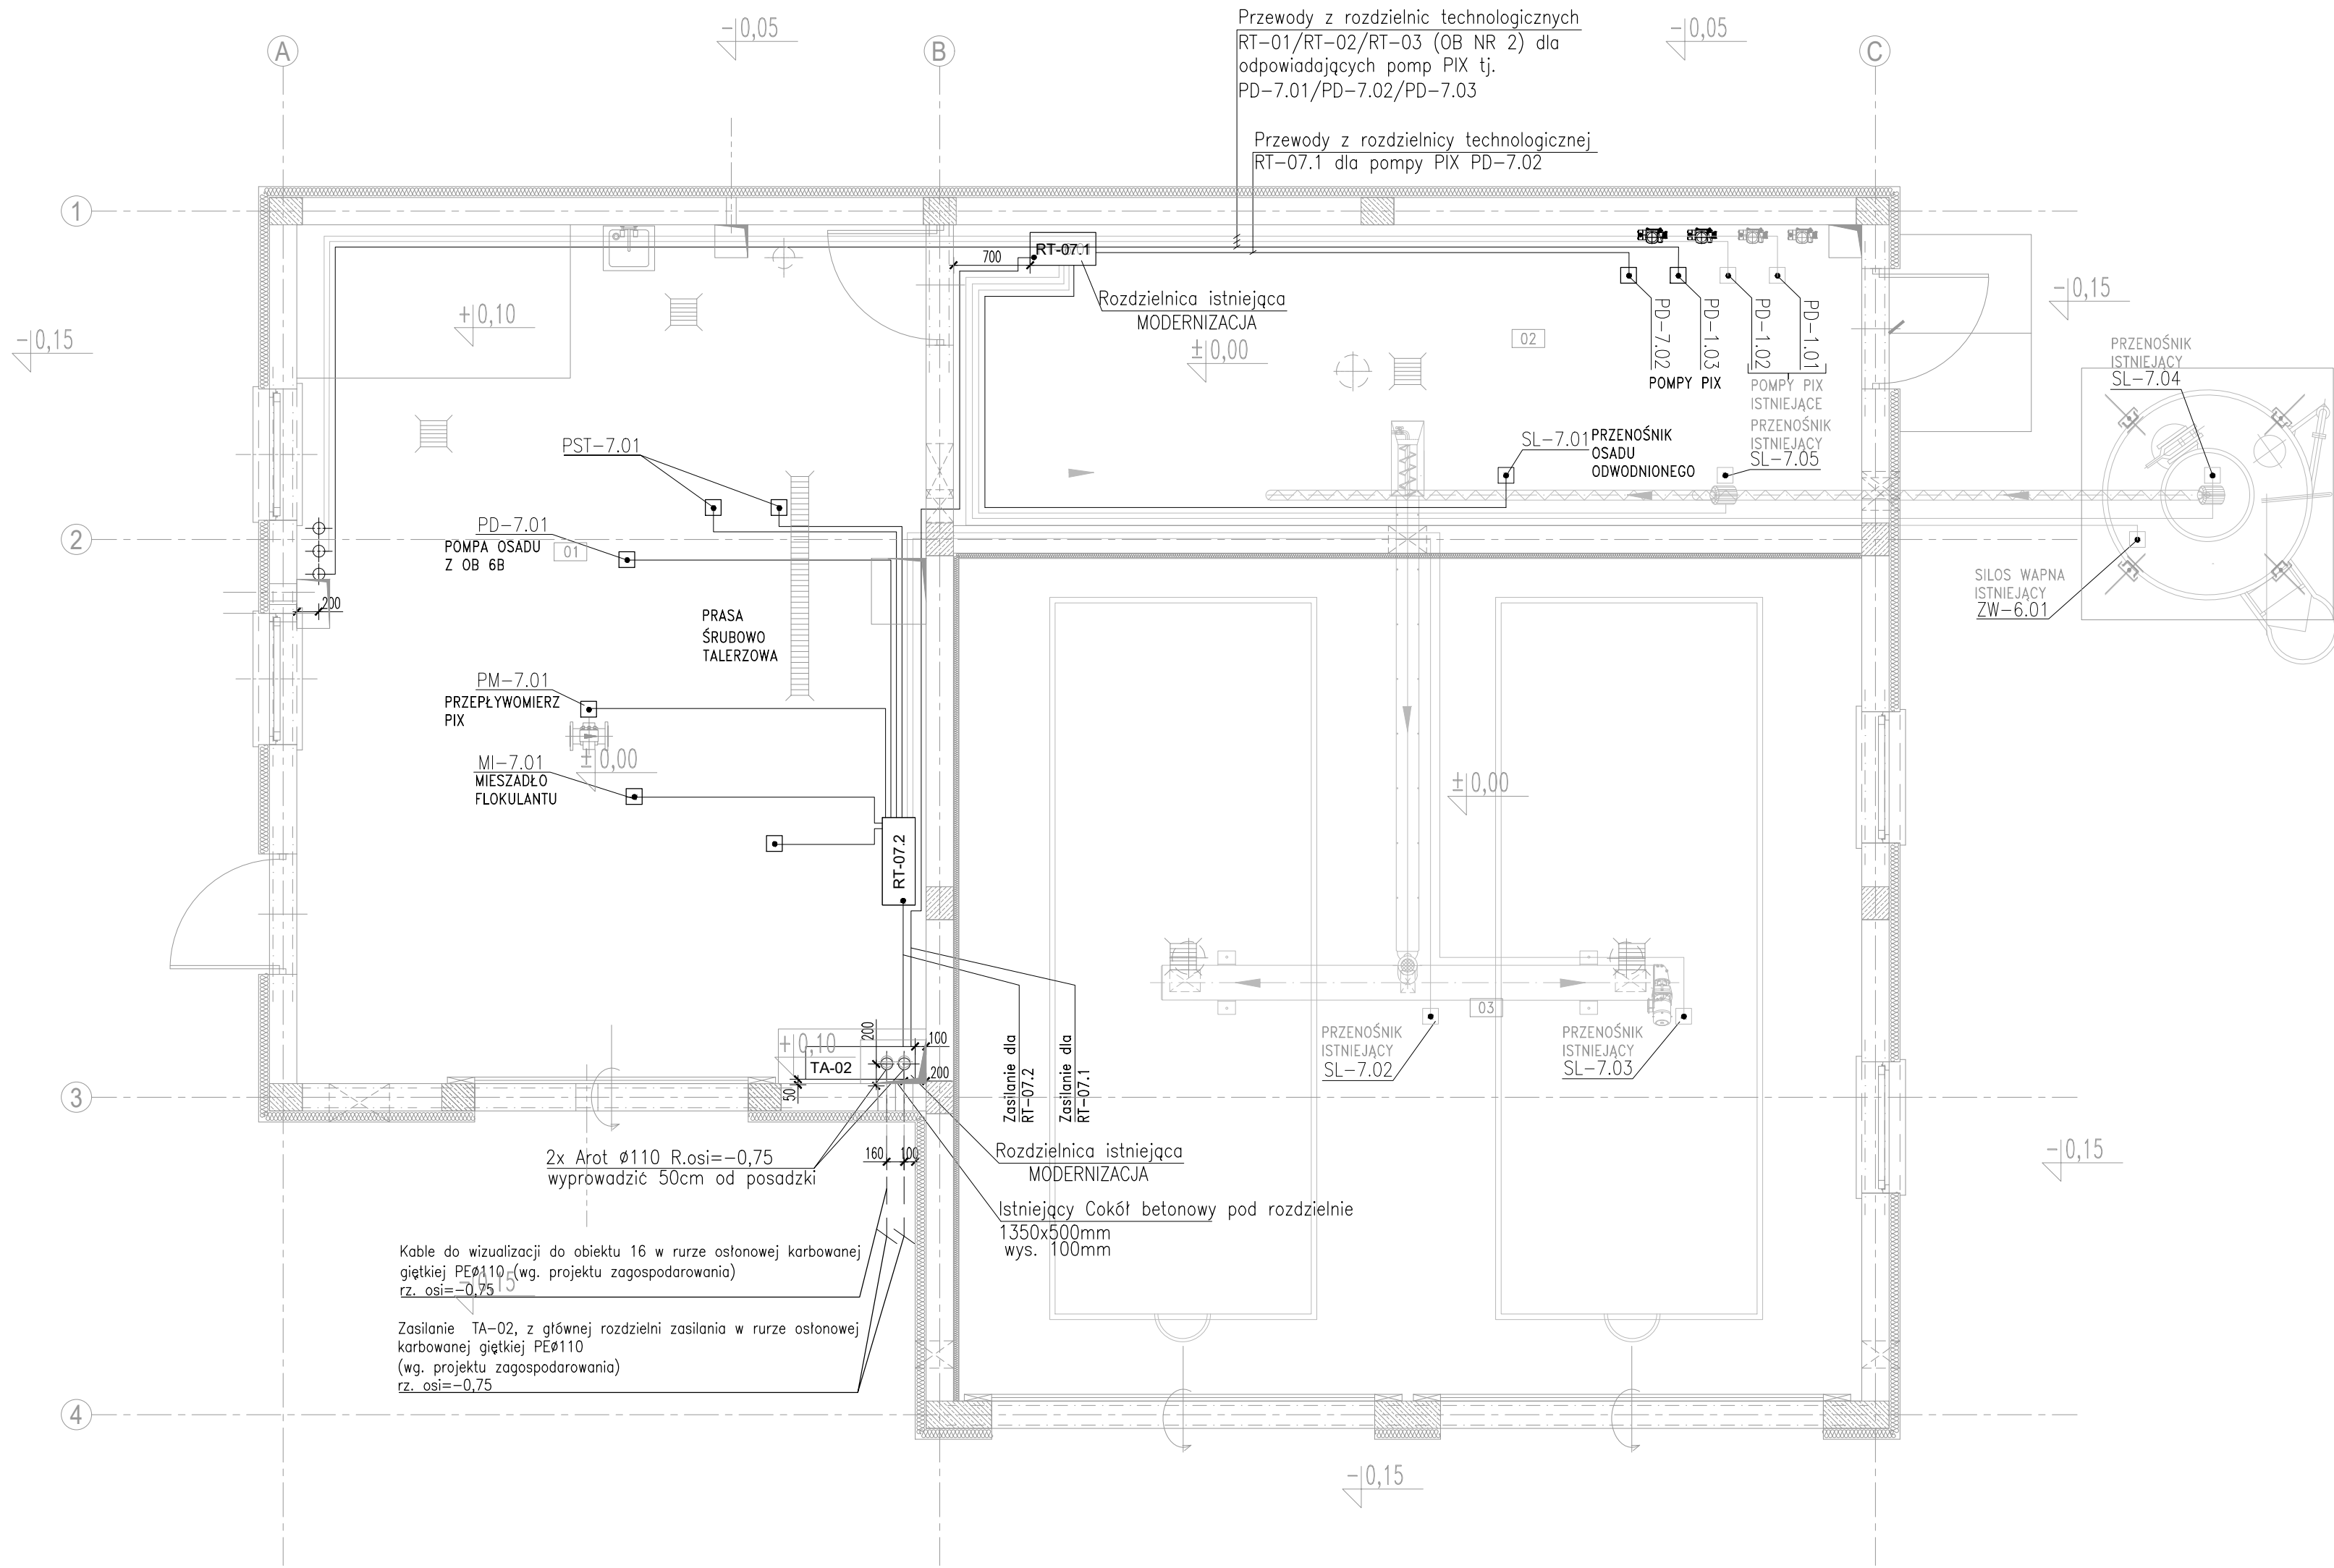 Przewody z rozdzielnic technologicznych
RT-01/RT-02/RT-03 (OB NR 2) dla
odpowiadających pomp PIX tj.
PD-7.01/PD-7.02/PD-7.03
-0,05
-0,05
A
B
C
Przewody z rozdzielnicy technologicznej
RT-07.1 dla pompy PIX PD-7.02
1
RT-07.1
700
Rozdzielnica istniejąca
MODERNIZACJA
+0,10
-0,15
±0,00
02
PD-7.02
PD-1.03
PD-1.02
PD-1.01
POMPY PIX
POMPY PIX
ISTNIEJĄCE
-0,15
PRZENOŚNIK
ISTNIEJĄCY
SL-7.04
PST-7.01
SL-7.01
PRZENOŚNIK
OSADU
ODWODNIONEGO
PRZENOŚNIK
ISTNIEJĄCY
SL-7.05
2
PD-7.01
POMPA OSADU
Z OB 6B
01
200
SILOS WAPNA
ISTNIEJĄCY
ZW-6.01
PRASA
ŚRUBOWO
TALERZOWA
PM-7.01
PRZEPŁYWOMIERZ
PIX
±0,00
MI-7.01
MIESZADŁO
FLOKULANTU
±0,00
RT-07.2
03
PRZENOŚNIK
ISTNIEJĄCY
SL-7.02
PRZENOŚNIK
ISTNIEJĄCY
SL-7.03
Zasilanie dla
RT-07.2
Zasilanie dla
RT-07.1
200
100
+0,10
TA-02
200
50
3
2x Arot Ø110 R.osi=-0,75
wyprowadzić 50cm od posadzki
160
100
Rozdzielnica istniejąca
MODERNIZACJA
-0,15
Istniejący Cokół betonowy pod rozdzielnie
1350x500mm
wys. 100mm
Kable do wizualizacji do obiektu 16 w rurze osłonowej karbowanej
giętkiej PEØ110 (wg. projektu zagospodarowania)
rz. osi=-0,75
-0,15
Zasilanie TA-02, z głównej rozdzielni zasilania w rurze osłonowej
karbowanej giętkiej PEØ110
(wg. projektu zagospodarowania)
rz. osi=-0,75
4
-0,15